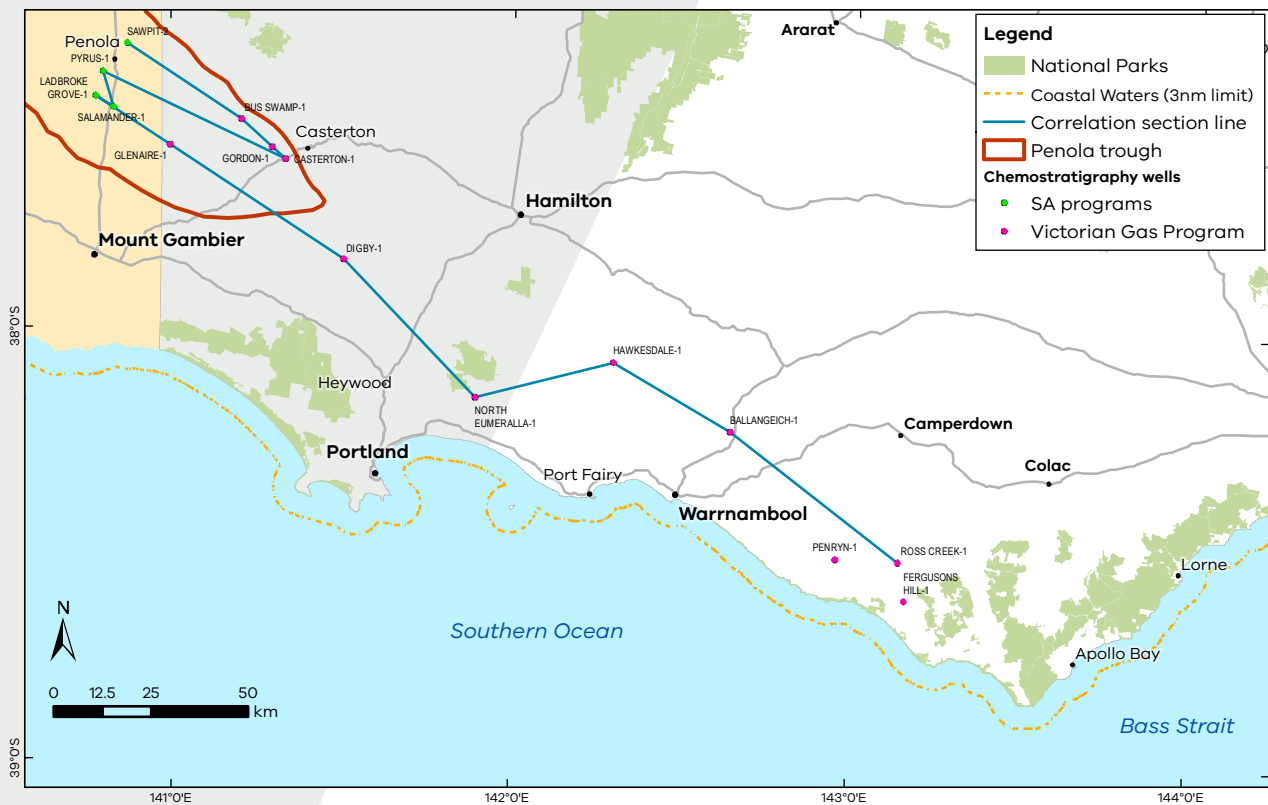 Legend
National Parks
Coastal Waters (3nm limit)
Correlation section line
Penola trough
Chemostratigraphy wells
SA programs
Victorian Gas Program
SAWPIT-2
Penola
PYRUS-1
LADBROKE
GROVE-1
SALAMANDER-1
BUS SWAMP-1
GLENAIRE-1
GORDON-1
CASTERTON-1
Casterton
Ararat
Hamilton
Mount Gambier
DIGBY-1
HAWKESDALE-1
Heywood
NORTH
EUMERALLA-1
BALLANGEICH-1
Camperdown
Portland
Port Fairy
Colac
Warrnambool
PENRYN-1
ROSS CREEK-1
FERGUSONS
HILL-1
Lorne
Apollo Bay
Southern Ocean
Bass Strait
N
0 12.5 25 50
km
38°0'S
39°0'S
141°0'E
142°0'E
143°0'E
144°0'E